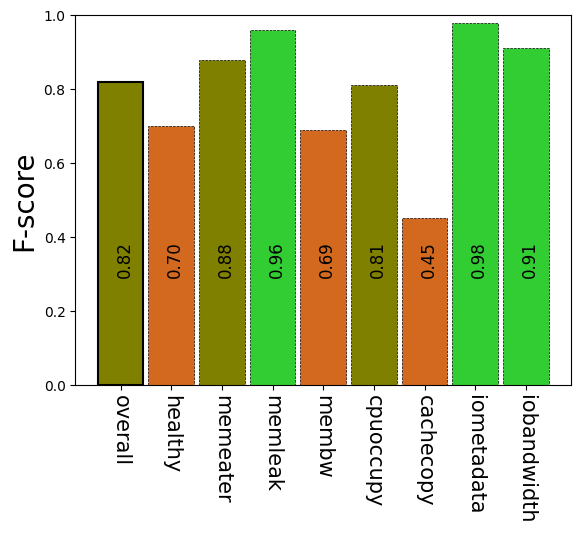 F-score
1.0
0.8
0.6
0.4
0.2
0.0
0.82
0.70
0.88
0.96
0.69
0.81
0.45
0.98
0.91
overall
healthy
memeater
memleak
membw
cpuoccupy
cachecopy
iometadata
iobandwidth